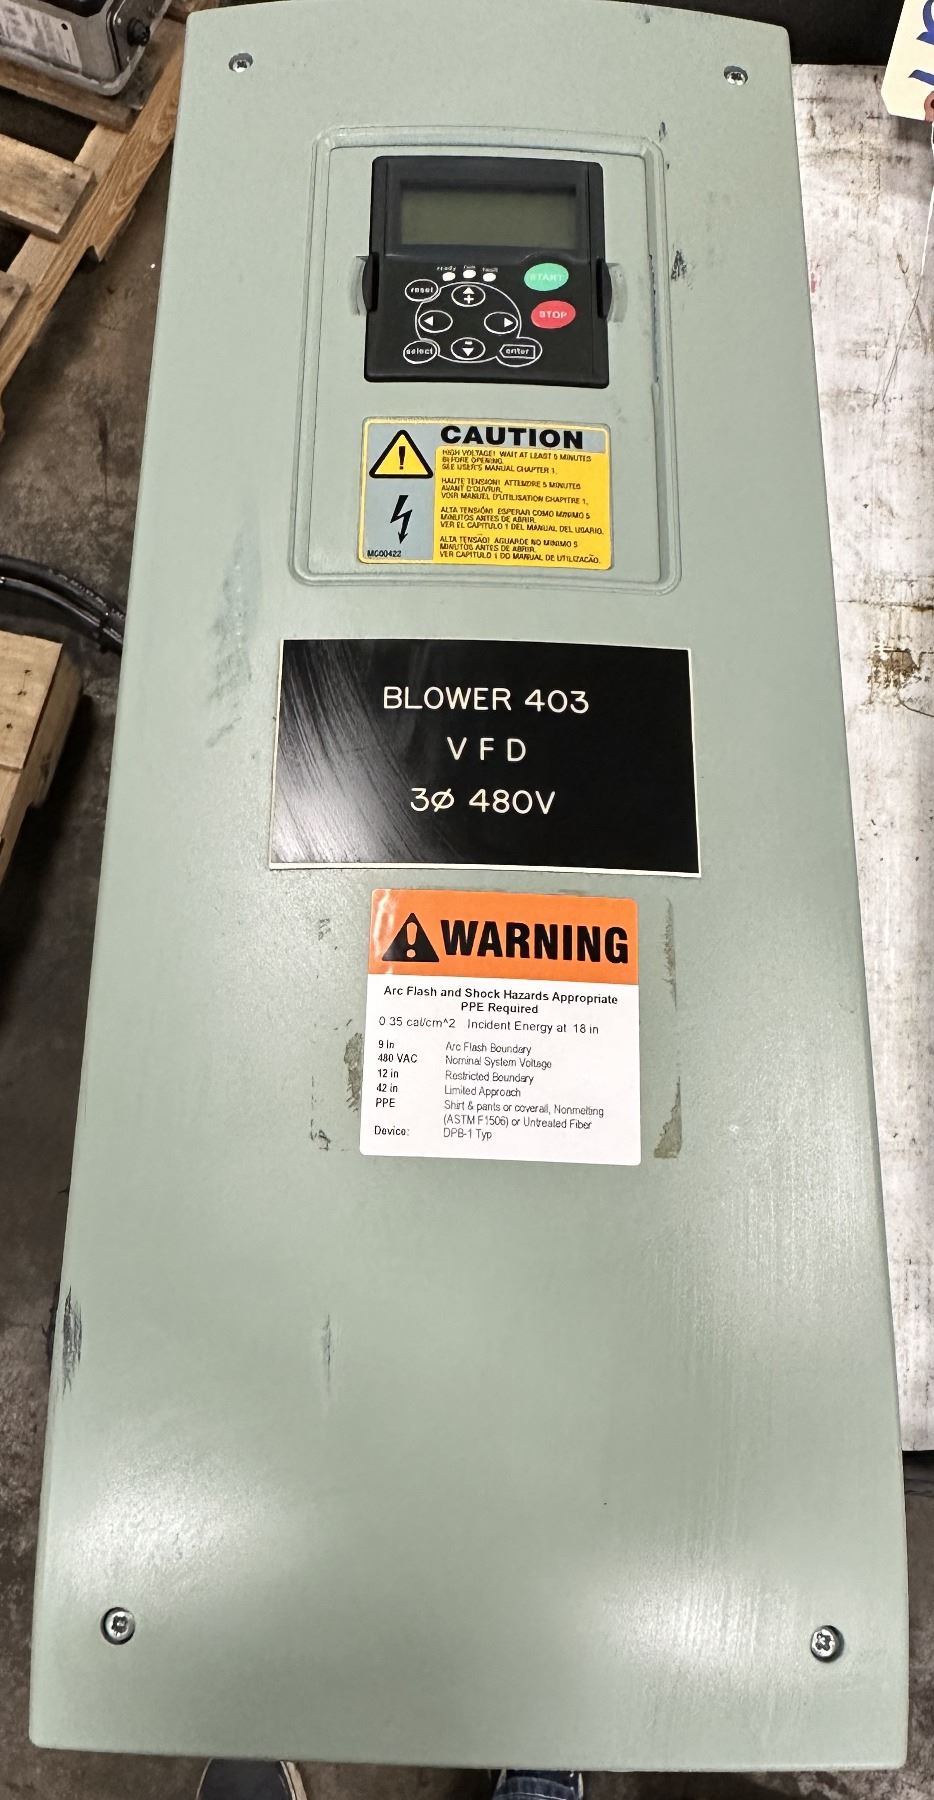 ready run fault
START
reset
+
STOP
-
select
enter
CAUTION
HIGH VOLTAGE! WAIT AT LEAST 5 MINUTES
BEFORE OPENING.
SEE USER'S MANUAL CHAPTER 1.
HAUTE TENSION! ATTENDRE 5 MINUTES
AVANT D'OUVRIR.
VOIR MANUEL D'UTILISATION CHAPITRE 1.
ALTA TENSIÓN! ESPERAR COMO MINIMO 5
MINUTOS ANTES DE ABRIR.
VER EL CAPITULO 1 DEL MANUAL DEL USARIO.
ALTA TENSÃO! AGUARDE NO MINIMO 5
MINUTOS ANTES DE ABRIR.
VER CAPITULO 1 DO MANUAL DE UTILIZACÃO.
MC00422
BLOWER 403
VFD
3Ø 480V
WARNING
Arc Flash and Shock Hazards Appropriate
PPE Required
0.35 cal/cm^2 Incident Energy at 18 in
9 in Arc Flash Boundary
480 VAC Nominal System Voltage
12 in Restricted Boundary
42 in Limited Approach
PPE Shirt & pants or coverall, Nonmelting
(ASTM F1506) or Untreated Fiber
Device: DPB-1 Typ